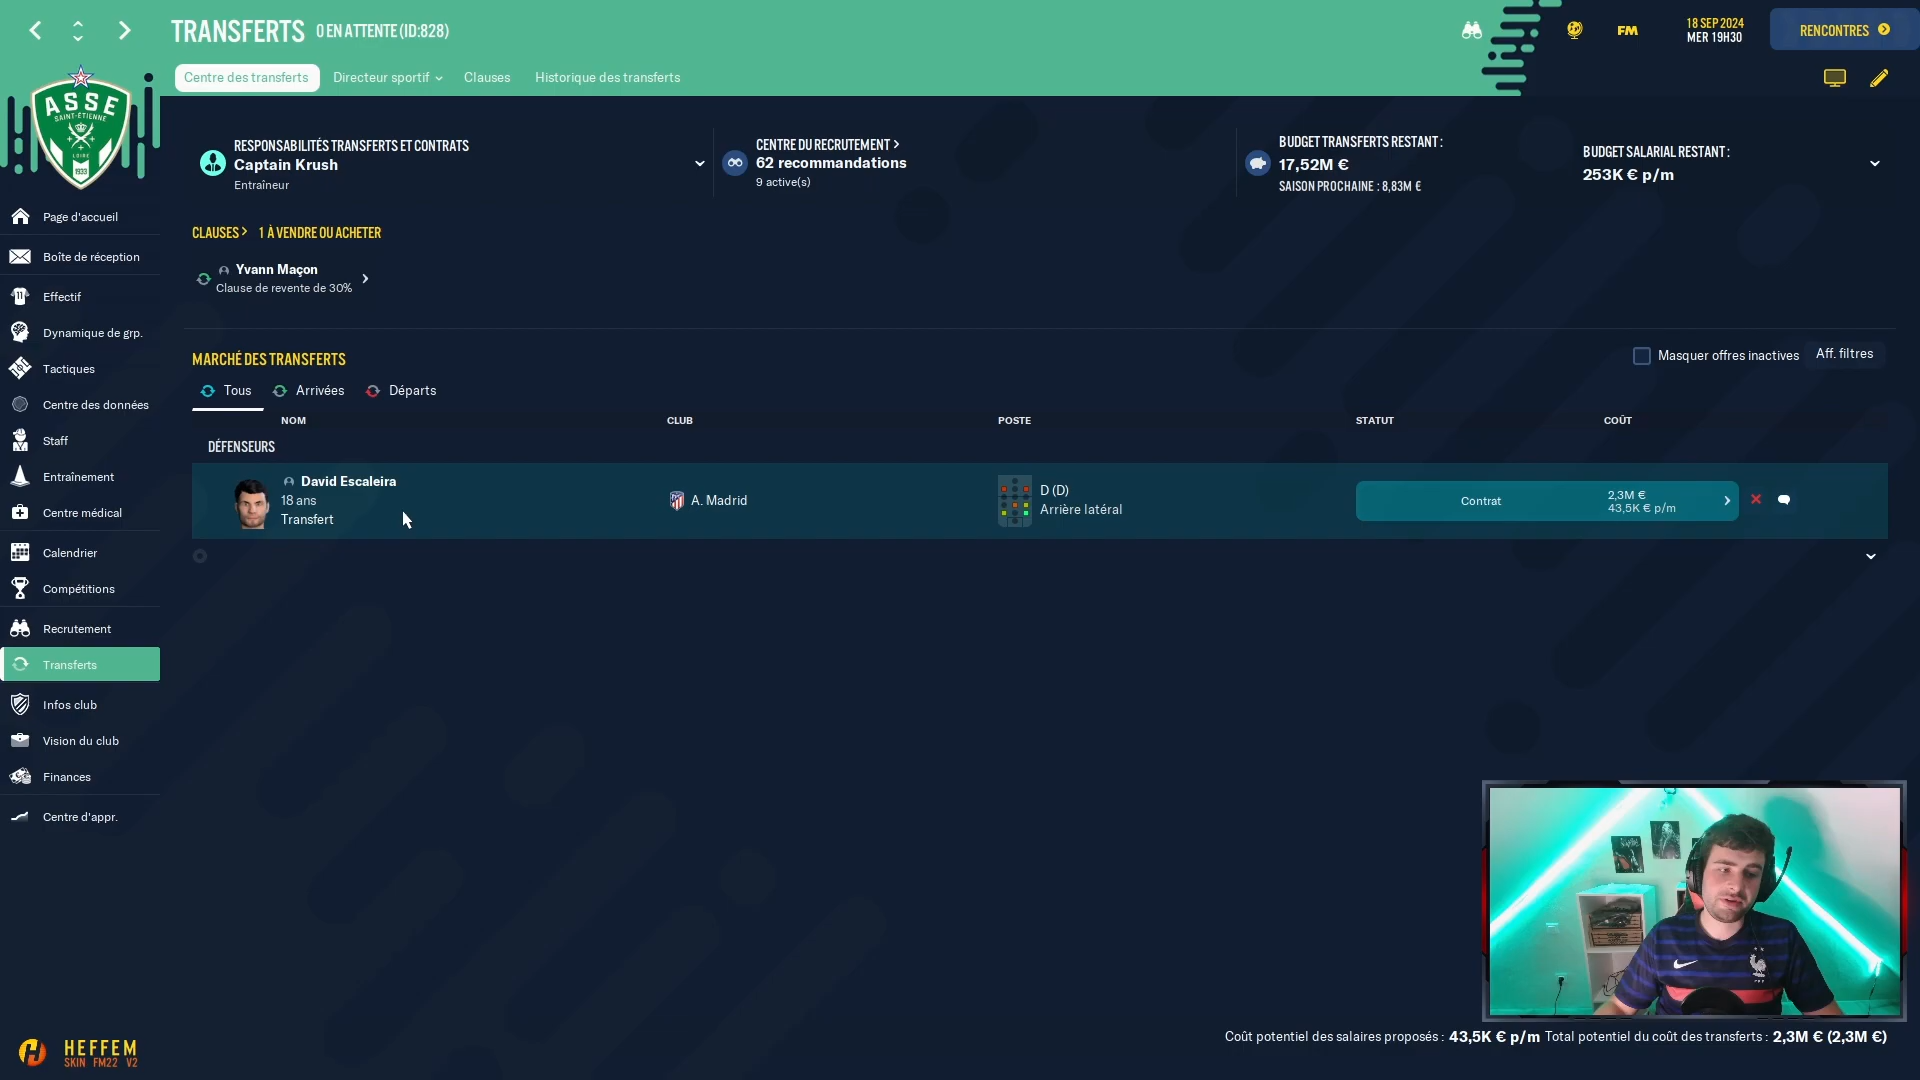 TRANSFERTS
0 EN ATTENTE (ID:828)
FM
18 SEP 2024
MER 19H30
RENCONTRES
Centre des transferts
Directeur sportif
Clauses
Historique des transferts
ASSE
SAINT-ÉTIENNE
LOIRE
1933
RESPONSABILITÉS TRANSFERTS ET CONTRATS
Captain Krush
Entraîneur
CENTRE DU RECRUTEMENT
62 recommandations
9 active(s)
BUDGET TRANSFERTS RESTANT :
17,52M €
SAISON PROCHAINE : 8,83M €
BUDGET SALARIAL RESTANT :
253K € p/m
Page d'accueil
Boîte de réception
Effectif
Dynamique de grp.
Tactiques
Centre des données
Staff
Entraînement
Centre médical
Calendrier
Compétitions
Recrutement
Transferts
Infos club
Vision du club
Finances
Centre d'appr.
CLAUSES
1 À VENDRE OU ACHETER
Yvann Maçon
Clause de revente de 30%
MARCHÉ DES TRANSFERTS
Masquer offres inactives
Aff. filtres
Tous
Arrivées
Départs
NOM
CLUB
POSTE
STATUT
COÛT
DÉFENSEURS
David Escaleira
18 ans
Transfert
A. Madrid
D (D)
Arrière latéral
Contrat
2,3M €
43,5K € p/m
Coût potentiel des salaires proposés : 43,5K € p/m Total potentiel du coût des transferts : 2,3M € (2,3M €)
HEFFEM
SKIN FM22 V2